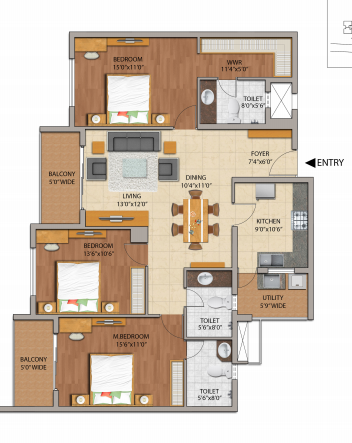 BEDROOM
15'0"X11'0"
WWR
11'4"x5'0"
TOILET
8'0"x5'6"
FOYER
7'4"x6'0"
ENTRY
BALCONY
5'0" WIDE
DINING
10'4"x11'0"
LIVING
13'0"x12'0"
KITCHEN
9'0"x10'6"
BEDROOM
13'6"x10'6"
UTILITY
5'9" WIDE
TOILET
5'6"x8'0"
M.BEDROOM
15'6"x11'0"
BALCONY
5'0" WIDE
TOILET
5'6"x8'0"